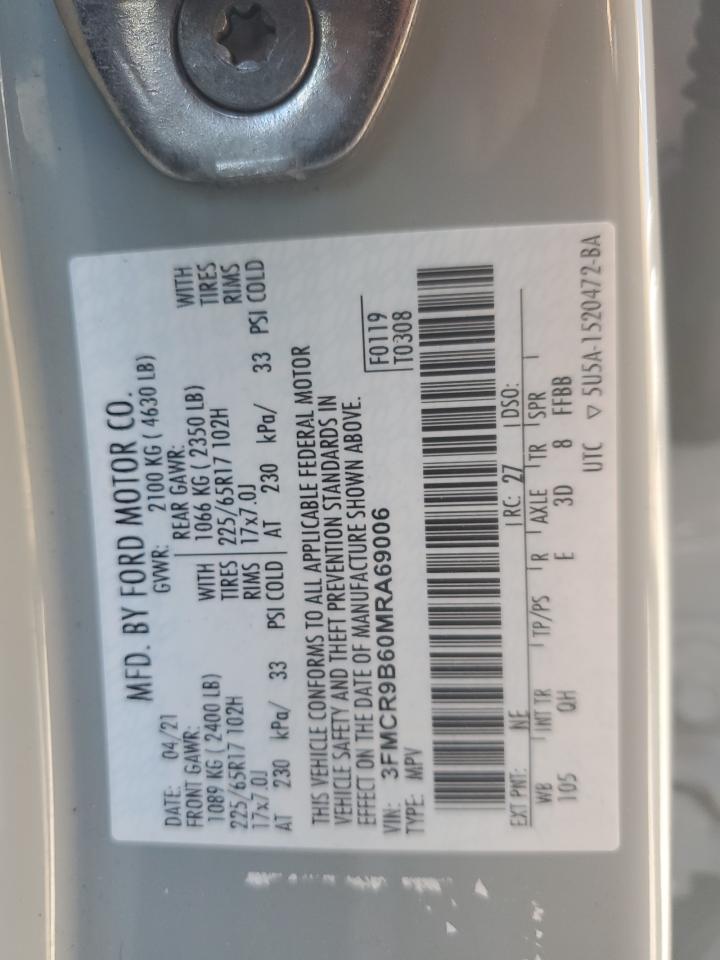 MFD. BY FORD MOTOR CO.
DATE: 04/21 GVWR: 2100 KG ( 4630 LB)
FRONT GAWR: REAR GAWR:
1089 KG ( 2400 LB) WITH 1066 KG ( 2350 LB) WITH
225/65R17 102H TIRES 225/65R17 102H TIRES
17x7.0J RIMS 17x7.0J RIMS
AT 230 kPa/ 33 PSI COLD AT 230 kPa/ 33 PSI COLD
THIS VEHICLE CONFORMS TO ALL APPLICABLE FEDERAL MOTOR
VEHICLE SAFETY AND THEFT PREVENTION STANDARDS IN
EFFECT ON THE DATE OF MANUFACTURE SHOWN ABOVE.
VIN: 3FMCR9B60MRA69006 F0119
TYPE: MPV T0308
EXT PNT: NE RC: 27 DSO:
WB INT TR TP/PS R AXLE TR SPR
105 QH E 3D 8 FFBB
UTC ▽ 5U5A-1520472-BA